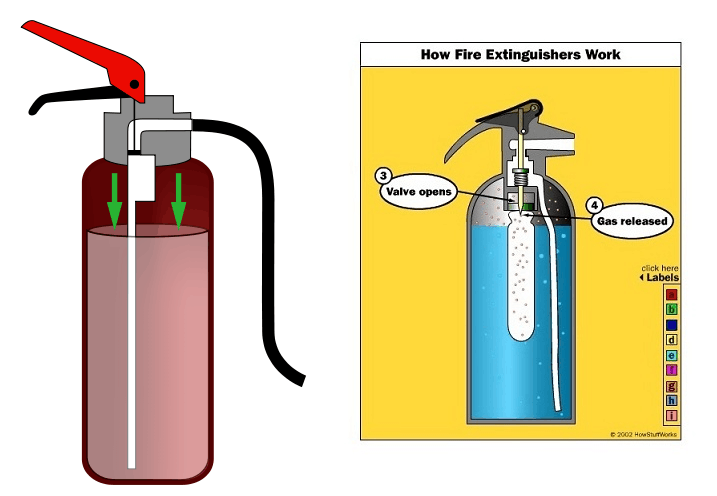 How Fire Extinguishers Work
3
Valve opens
4
Gas released
click here
Labels
a
b
d
e
f
g
h
i
© 2002 HowStuffWorks